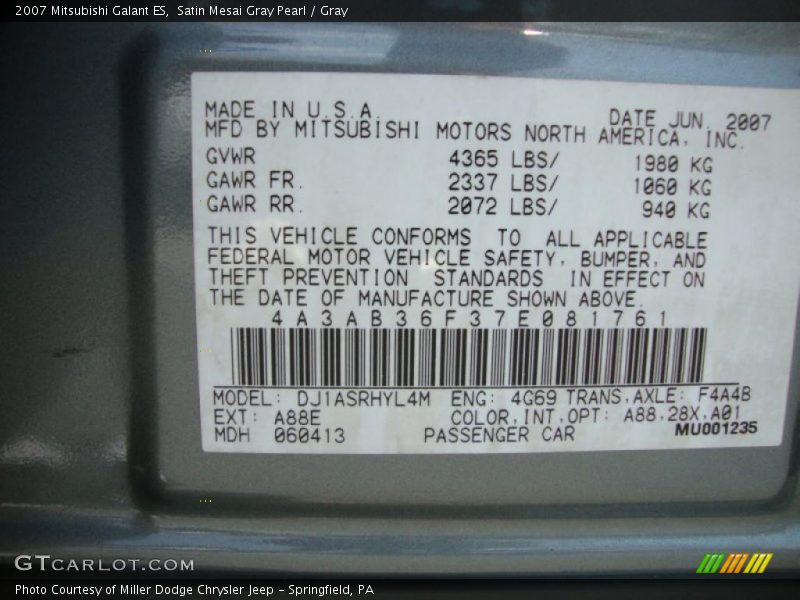 2007 Mitsubishi Galant ES, Satin Mesai Gray Pearl / Gray
MADE IN U.S.A. DATE JUN. 2007
MFD BY MITSUBISHI MOTORS NORTH AMERICA, INC.
GVWR 4365 LBS/ 1980 KG
GAWR FR. 2337 LBS/ 1060 KG
GAWR RR. 2072 LBS/ 940 KG
THIS VEHICLE CONFORMS TO ALL APPLICABLE
FEDERAL MOTOR VEHICLE SAFETY, BUMPER, AND
THEFT PREVENTION STANDARDS IN EFFECT ON
THE DATE OF MANUFACTURE SHOWN ABOVE.
4A3AB36F37E081761
MODEL: DJ1ASRHYL4M ENG: 4G69 TRANS.AXLE: F4A4B
EXT: A88E COLOR,INT,OPT: A88.28X.A01
MDH 060413 PASSENGER CAR MU001235
GTCARLOT.COM
Photo Courtesy of Miller Dodge Chrysler Jeep - Springfield, PA